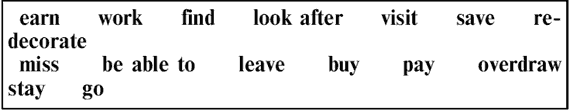 earn work find look after visit save re-
decorate
miss be able to leave buy pay overdraw
stay go